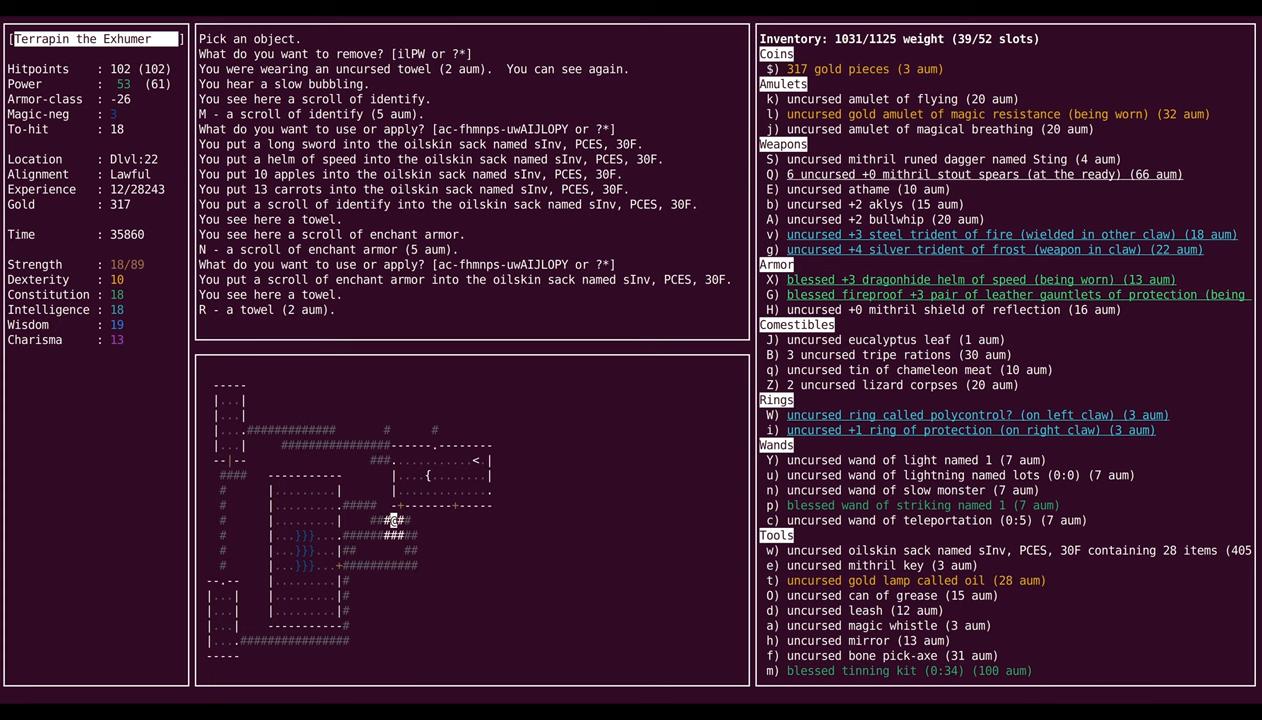 [Terrapin the Exhumer ]
Hitpoints : 102 (102)
Power : 53 (61)
Armor-class : -26
Magic-neg : 3
To-hit : 18
Location : Dlvl:22
Alignment : Lawful
Experience : 12/28243
Gold : 317
Time : 35860
Strength : 18/89
Dexterity : 10
Constitution : 18
Intelligence : 18
Wisdom : 19
Charisma : 13
Pick an object.
What do you want to remove? [ilPW or ?*]
You were wearing an uncursed towel (2 aum).  You can see again.
You hear a slow bubbling.
You see here a scroll of identify.
M - a scroll of identify (5 aum).
What do you want to use or apply? [ac-fhmnps-uwAIJLOPY or ?*]
You put a long sword into the oilskin sack named sInv, PCES, 30F.
You put a helm of speed into the oilskin sack named sInv, PCES, 30F.
You put 10 apples into the oilskin sack named sInv, PCES, 30F.
You put 13 carrots into the oilskin sack named sInv, PCES, 30F.
You put a scroll of identify into the oilskin sack named sInv, PCES, 30F.
You see here a towel.
You see here a scroll of enchant armor.
N - a scroll of enchant armor (5 aum).
What do you want to use or apply? [ac-fhmnps-uwAIJLOPY or ?*]
You put a scroll of enchant armor into the oilskin sack named sInv, PCES, 30F.
You see here a towel.
R - a towel (2 aum).
Inventory: 1031/1125 weight (39/52 slots)
Coins
$) 317 gold pieces (3 aum)
Amulets
k) uncursed amulet of flying (20 aum)
l) uncursed gold amulet of magic resistance (being worn) (32 aum)
j) uncursed amulet of magical breathing (20 aum)
Weapons
S) uncursed mithril runed dagger named Sting (4 aum)
Q) 6 uncursed +0 mithril stout spears (at the ready) (66 aum)
E) uncursed athame (10 aum)
b) uncursed +2 aklys (15 aum)
A) uncursed +2 bullwhip (20 aum)
v) uncursed +3 steel trident of fire (wielded in other claw) (18 aum)
g) uncursed +4 silver trident of frost (weapon in claw) (22 aum)
Armor
X) blessed +3 dragonhide helm of speed (being worn) (13 aum)
G) blessed fireproof +3 pair of leather gauntlets of protection (being
H) uncursed +0 mithril shield of reflection (16 aum)
Comestibles
J) uncursed eucalyptus leaf (1 aum)
B) 3 uncursed tripe rations (30 aum)
q) uncursed tin of chameleon meat (10 aum)
Z) 2 uncursed lizard corpses (20 aum)
Rings
W) uncursed ring called polycontrol? (on left claw) (3 aum)
i) uncursed +1 ring of protection (on right claw) (3 aum)
Wands
Y) uncursed wand of light named 1 (7 aum)
u) uncursed wand of lightning named lots (0:0) (7 aum)
n) uncursed wand of slow monster (7 aum)
p) blessed wand of striking named 1 (7 aum)
c) uncursed wand of teleportation (0:5) (7 aum)
Tools
w) uncursed oilskin sack named sInv, PCES, 30F containing 28 items (405
e) uncursed mithril key (3 aum)
t) uncursed gold lamp called oil (28 aum)
O) uncursed can of grease (15 aum)
d) uncursed leash (12 aum)
a) uncursed magic whistle (3 aum)
h) uncursed mirror (13 aum)
f) uncursed bone pick-axe (31 aum)
m) blessed tinning kit (0:34) (100 aum)